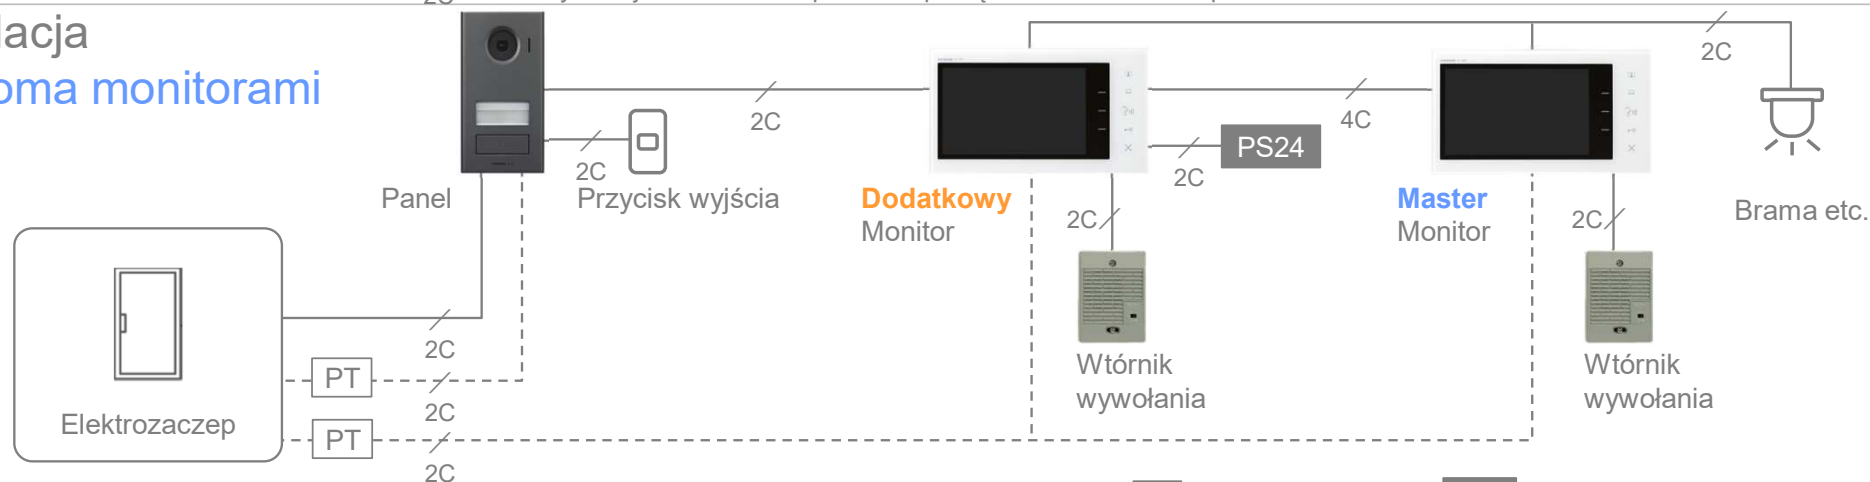 lacja
oma monitorami
2C
2C
4C
2C
PS24
2C
2C
Panel
Przycisk wyjścia
Dodatkowy
Monitor
2C
Master
Monitor
2C
Brama etc.
2C
PT
2C
Elektrozaczep
PT
2C
Wtórnik
wywołania
Wtórnik
wywołania